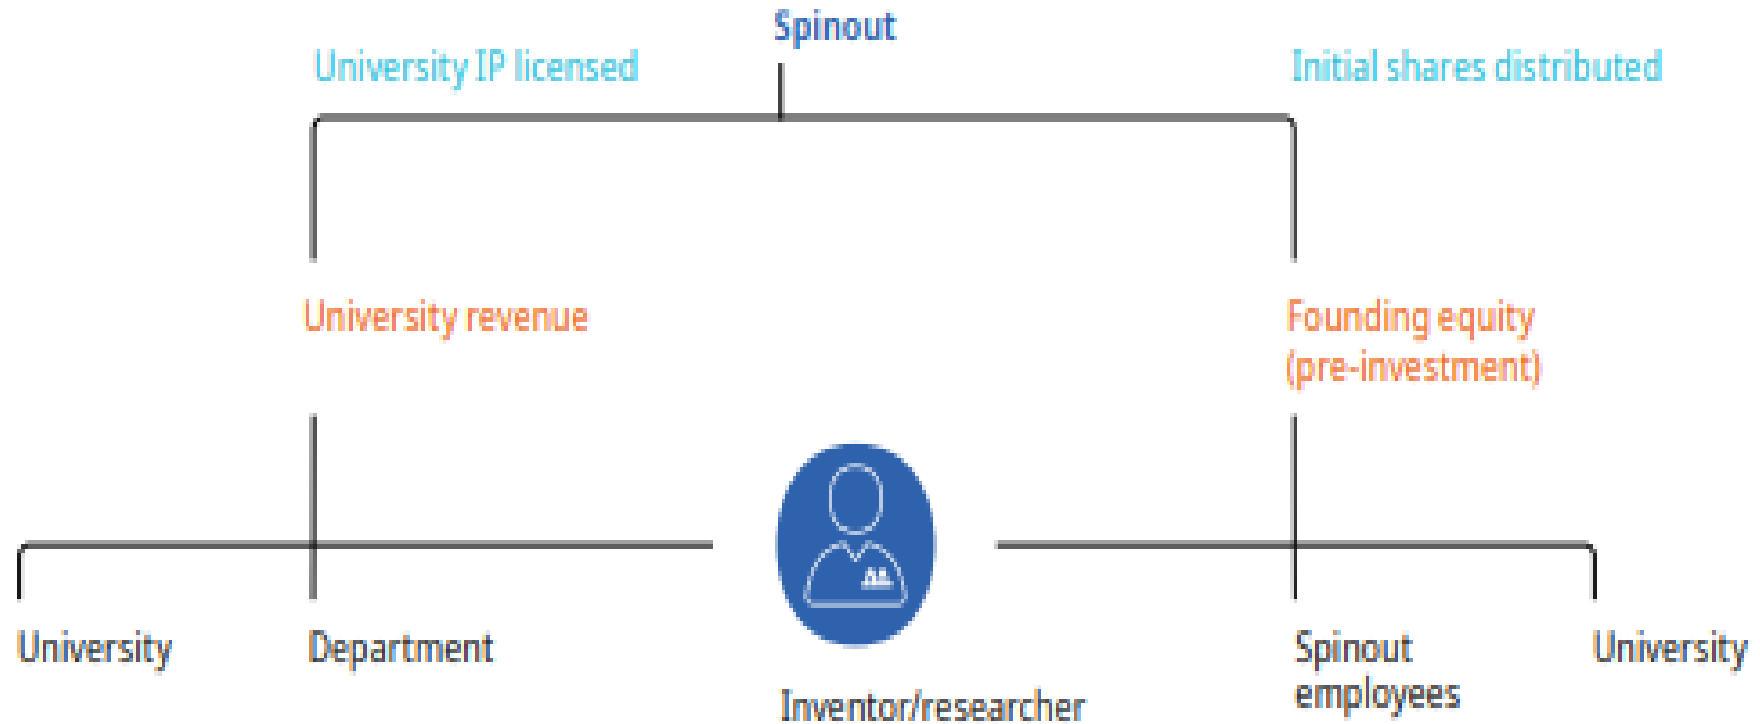 Spinout
University IP licensed
Initial shares distributed
University revenue
Founding equity
(pre-investment)
University
Department
Inventor/researcher
Spinout
employees
University